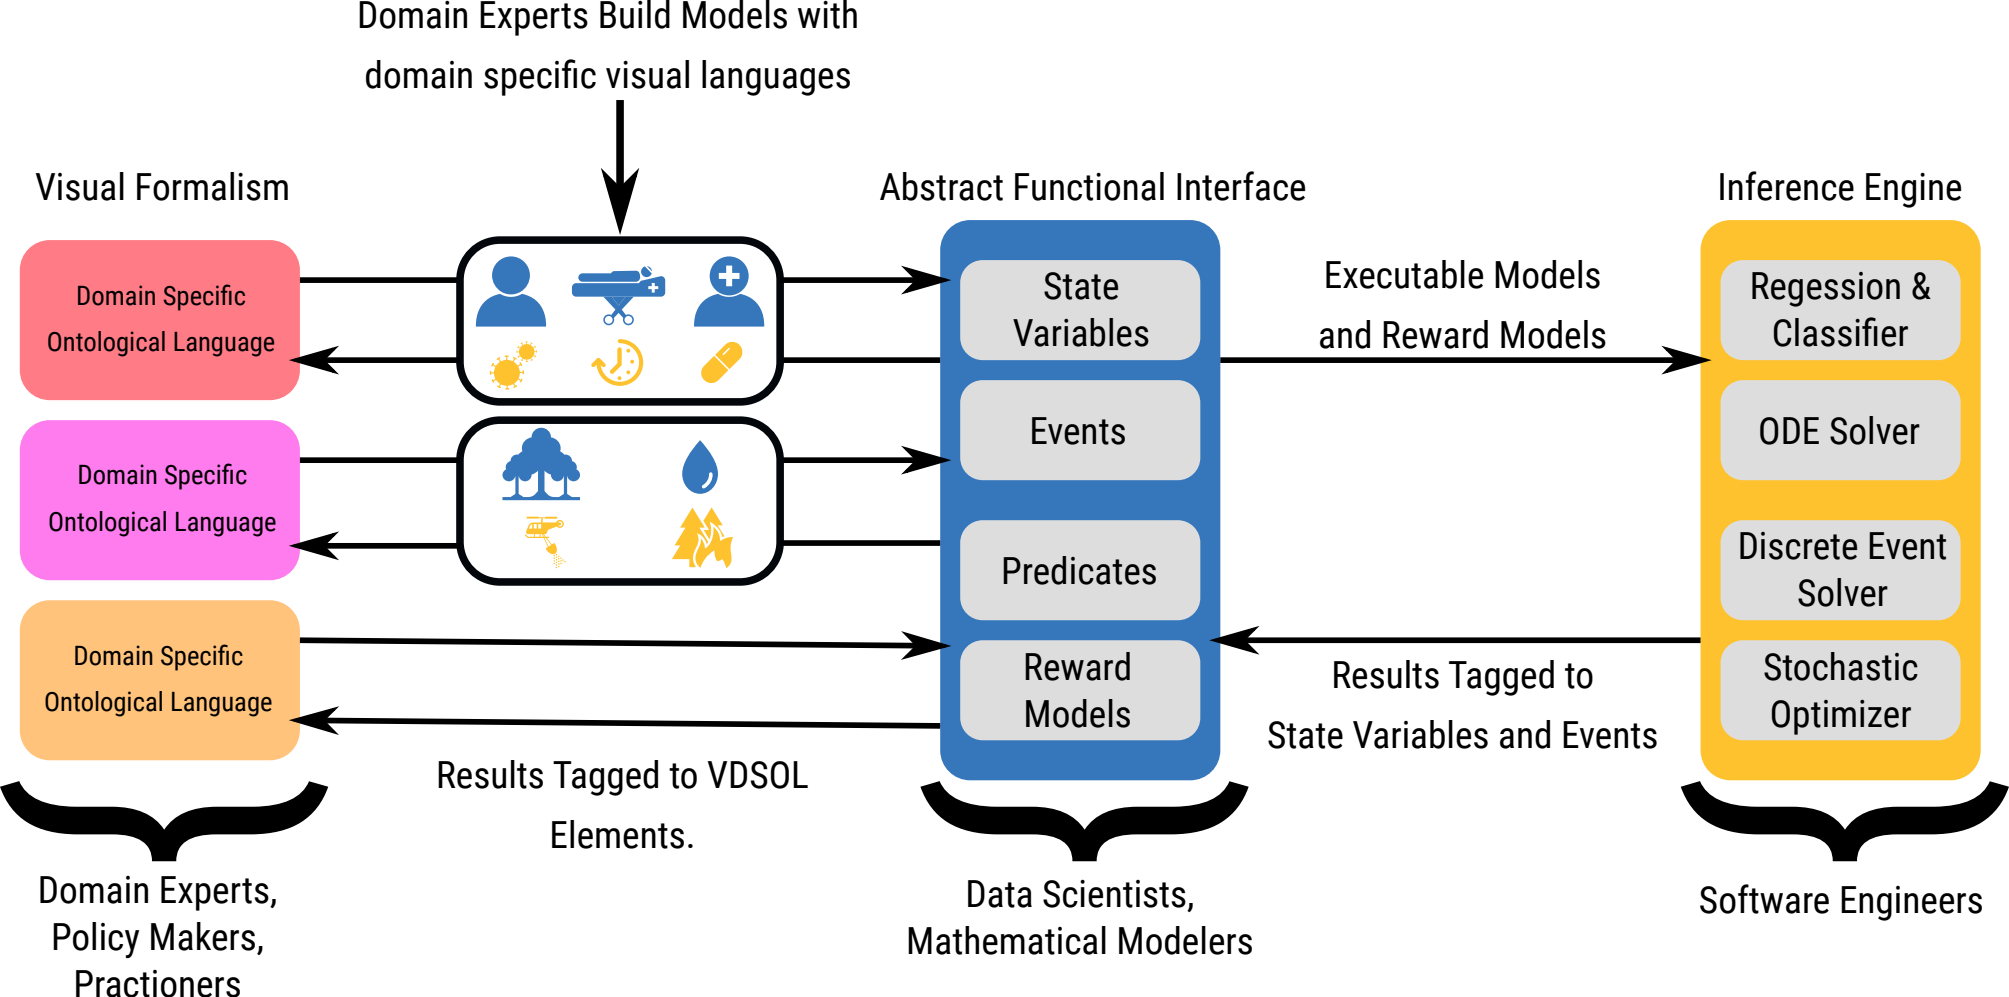 Domain Experts Build Models with
domain specific visual languages
Visual Formalism
Abstract Functional Interface
Inference Engine
Domain Specific
Ontological Language
Domain Specific
Ontological Language
Domain Specific
Ontological Language
State
Variables
Events
Predicates
Reward
Models
Executable Models
and Reward Models
Regession &
Classifier
ODE Solver
Discrete Event
Solver
Stochastic
Optimizer
Results Tagged to
State Variables and Events
Results Tagged to VDSOL
Elements.
Domain Experts,
Policy Makers,
Practioners
Data Scientists,
Mathematical Modelers
Software Engineers